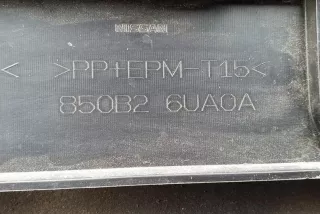 NISSAN
< >PP+EPM-T15<
850B2 6UA0A